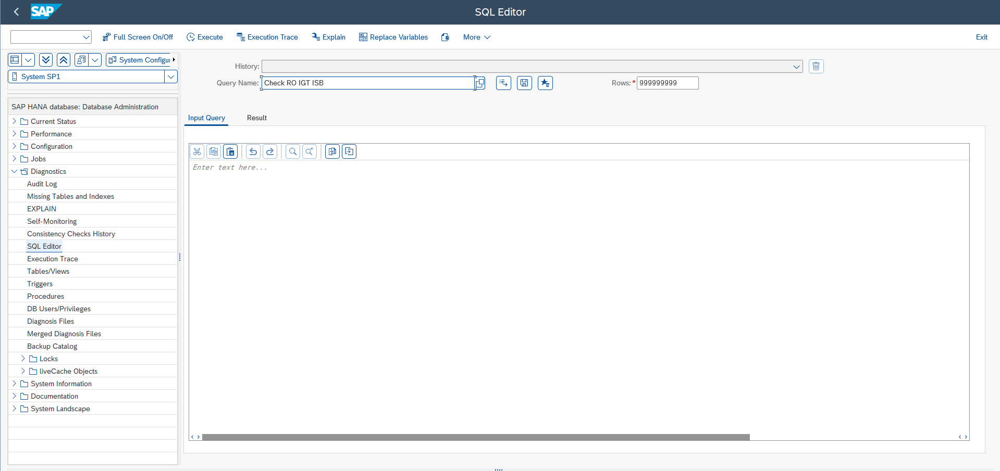 SAP
SQL Editor
Full Screen On/Off
Execute
Execution Trace
Explain
Replace Variables
More
Exit
System Configur
System SP1
History:
Query Name:
Check RO IGT ISB
Rows:*
999999999
SAP HANA database: Database Administration
Current Status
Performance
Configuration
Jobs
Diagnostics
Audit Log
Missing Tables and Indexes
EXPLAIN
Self-Monitoring
Consistency Checks History
SQL Editor
Execution Trace
Tables/Views
Triggers
Procedures
DB Users/Privileges
Diagnosis Files
Merged Diagnosis Files
Backup Catalog
Locks
liveCache Objects
System Information
Documentation
System Landscape
Input Query
Result
Enter text here...